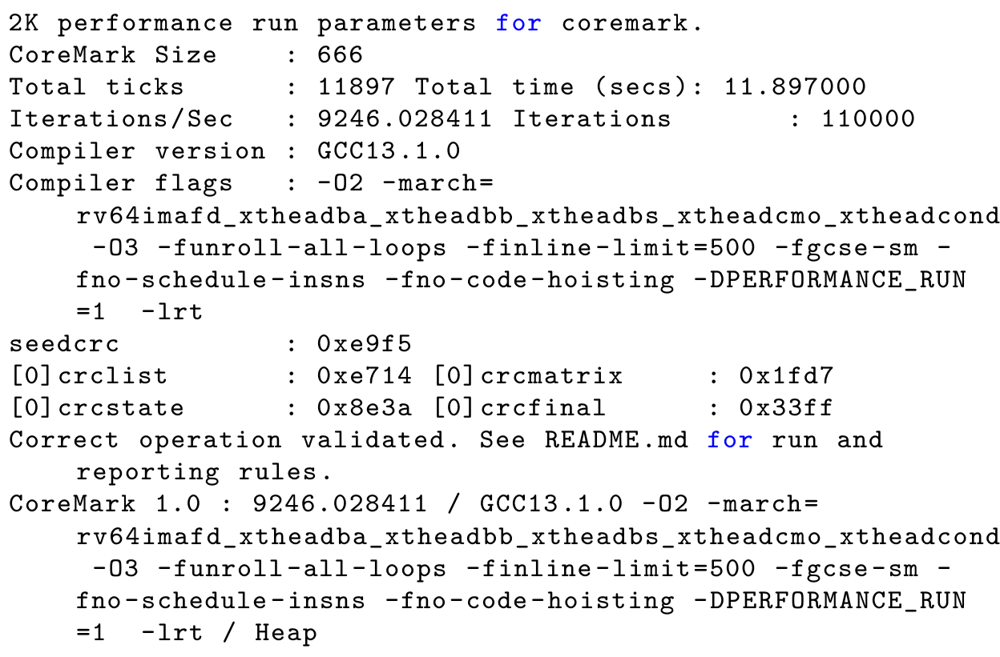 2K performance run parameters for coremark.
CoreMark Size    : 666
Total ticks      : 11897 Total time (secs): 11.897000
Iterations/Sec   : 9246.028411 Iterations       : 110000
Compiler version : GCC13.1.0
Compiler flags   : -O2 -march=
rv64imafd_xtheadba_xtheadbb_xtheadbs_xtheadcmo_xtheadcond
-O3 -funroll-all-loops -finline-limit=500 -fgcse-sm -
fno-schedule-insns -fno-code-hoisting -DPERFORMANCE_RUN
=1  -lrt
seedcrc          : 0xe9f5
[0]crclist       : 0xe714 [0]crcmatrix     : 0x1fd7
[0]crcstate      : 0x8e3a [0]crcfinal      : 0x33ff
Correct operation validated. See README.md for run and
reporting rules.
CoreMark 1.0 : 9246.028411 / GCC13.1.0 -O2 -march=
rv64imafd_xtheadba_xtheadbb_xtheadbs_xtheadcmo_xtheadcond
-O3 -funroll-all-loops -finline-limit=500 -fgcse-sm -
fno-schedule-insns -fno-code-hoisting -DPERFORMANCE_RUN
=1  -lrt / Heap